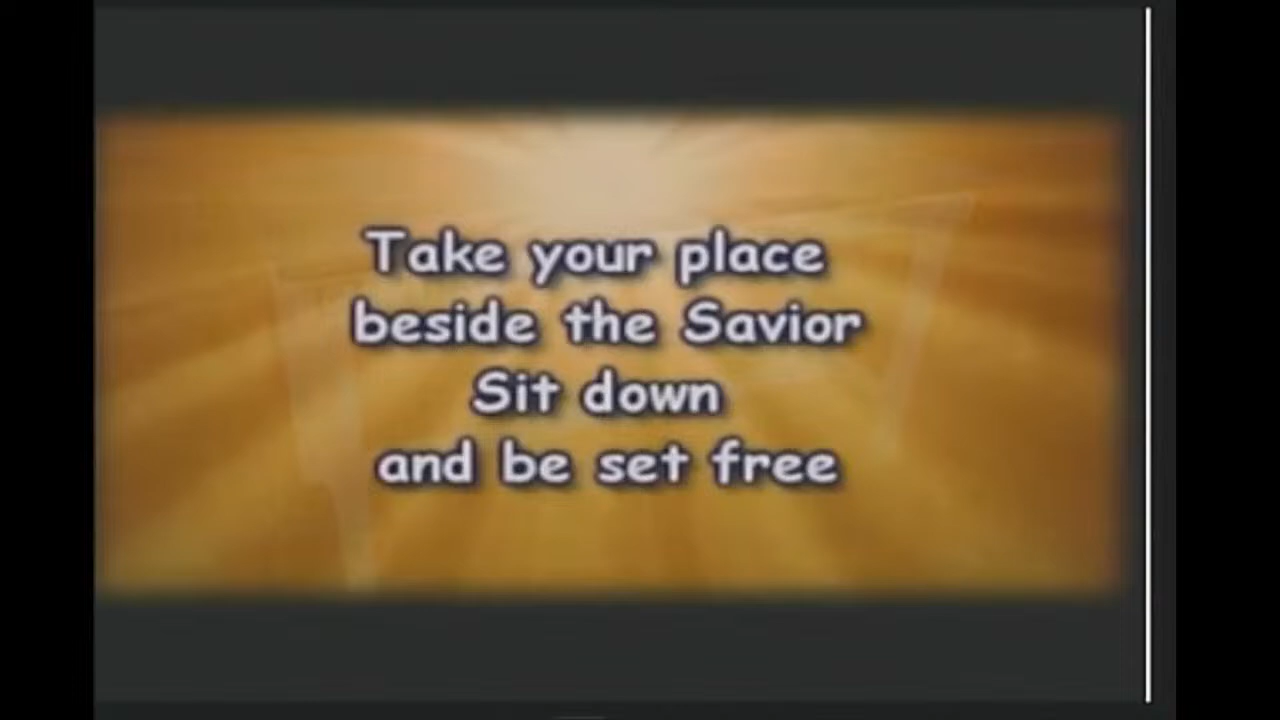 Take your place
beside the Savior
Sit down
and be set free